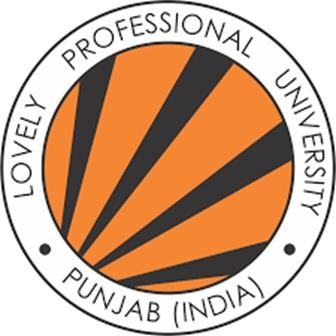 LOVELY PROFESSIONAL UNIVERSITY
PUNJAB (INDIA)